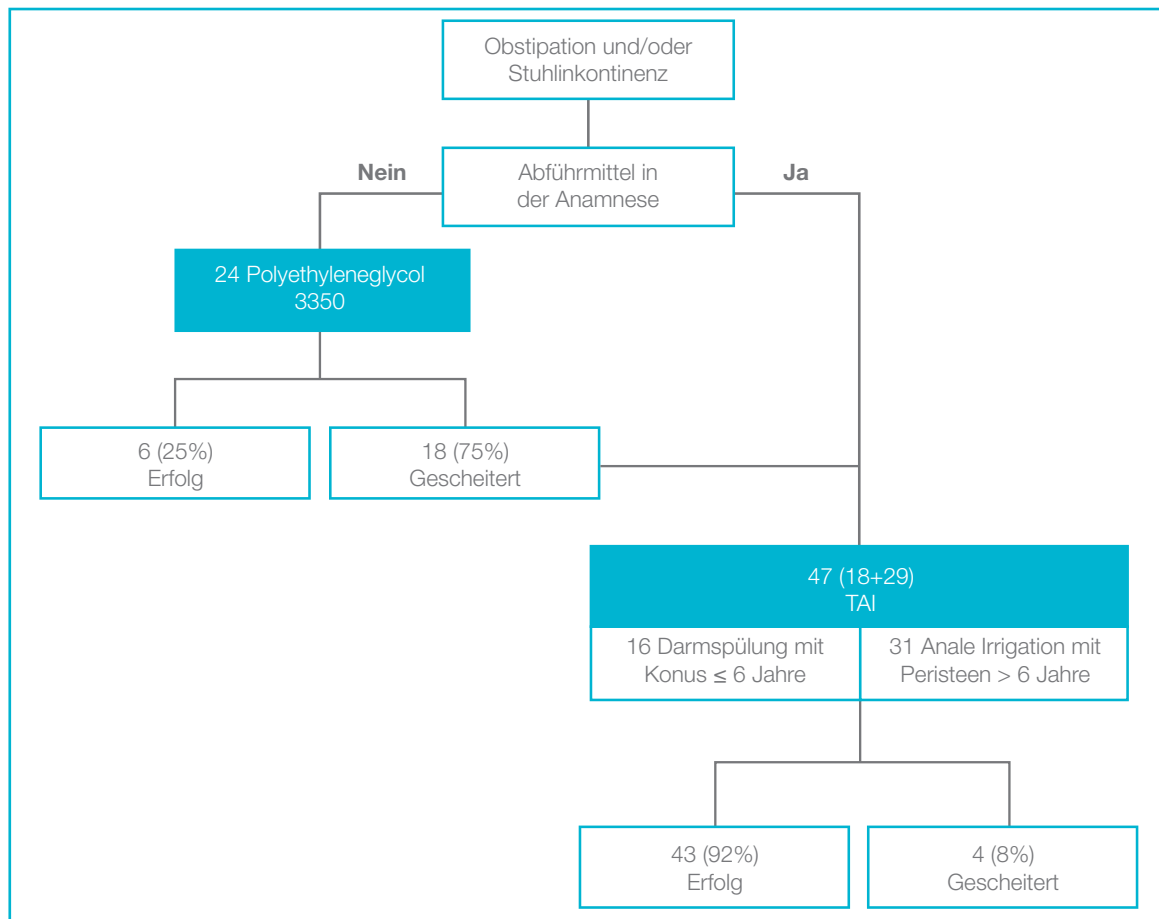 Obstipation und/oder
Stuhlinkontinenz
Nein
Abführmittel in
der Anamnese
Ja
24 Polyethyleneglycol
3350
6 (25%)
Erfolg
18 (75%)
Gescheitert
47 (18+29)
TAI
16 Darmspülung mit
Konus ≤ 6 Jahre
31 Anale Irrigation mit
Peristeen > 6 Jahre
43 (92%)
Erfolg
4 (8%)
Gescheitert